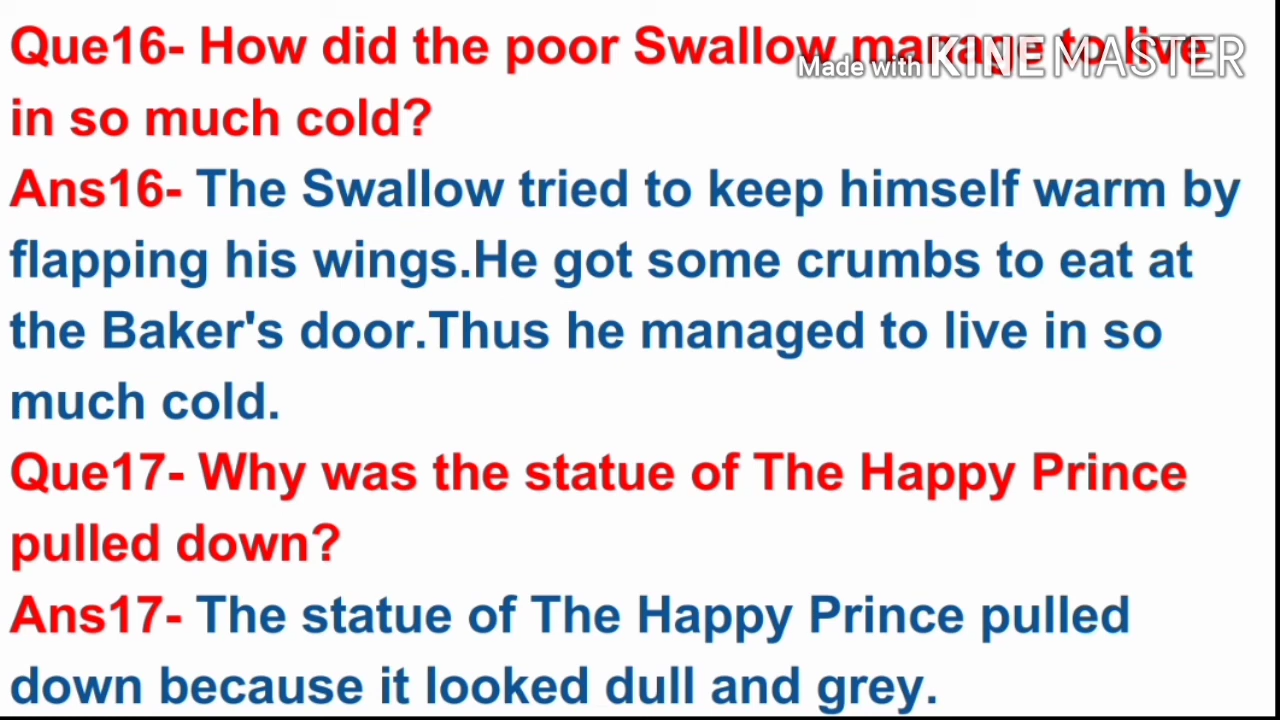 Que16- How did the poor Swallow manage to live
Made with KINEMASTER
in so much cold?
Ans16- The Swallow tried to keep himself warm by
flapping his wings.He got some crumbs to eat at
the Baker's door.Thus he managed to live in so
much cold.
Que17- Why was the statue of The Happy Prince
pulled down?
Ans17- The statue of The Happy Prince pulled
down because it looked dull and grey.